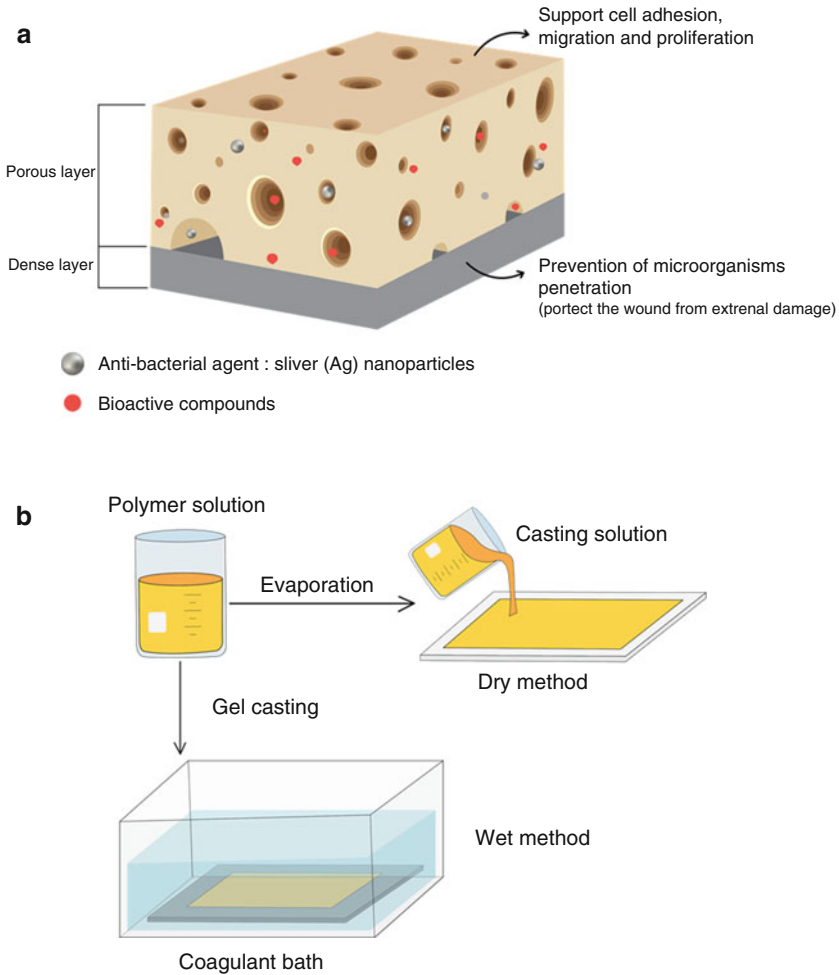 a
Support cell adhesion,
migration and proliferation
Porous layer
Dense layer
Prevention of microorganisms
penetration
(portect the wound from extrenal damage)
Anti-bacterial agent : sliver (Ag) nanoparticles
Bioactive compounds
b
Polymer solution
Casting solution
Evaporation
Dry method
Gel casting
Wet method
Coagulant bath